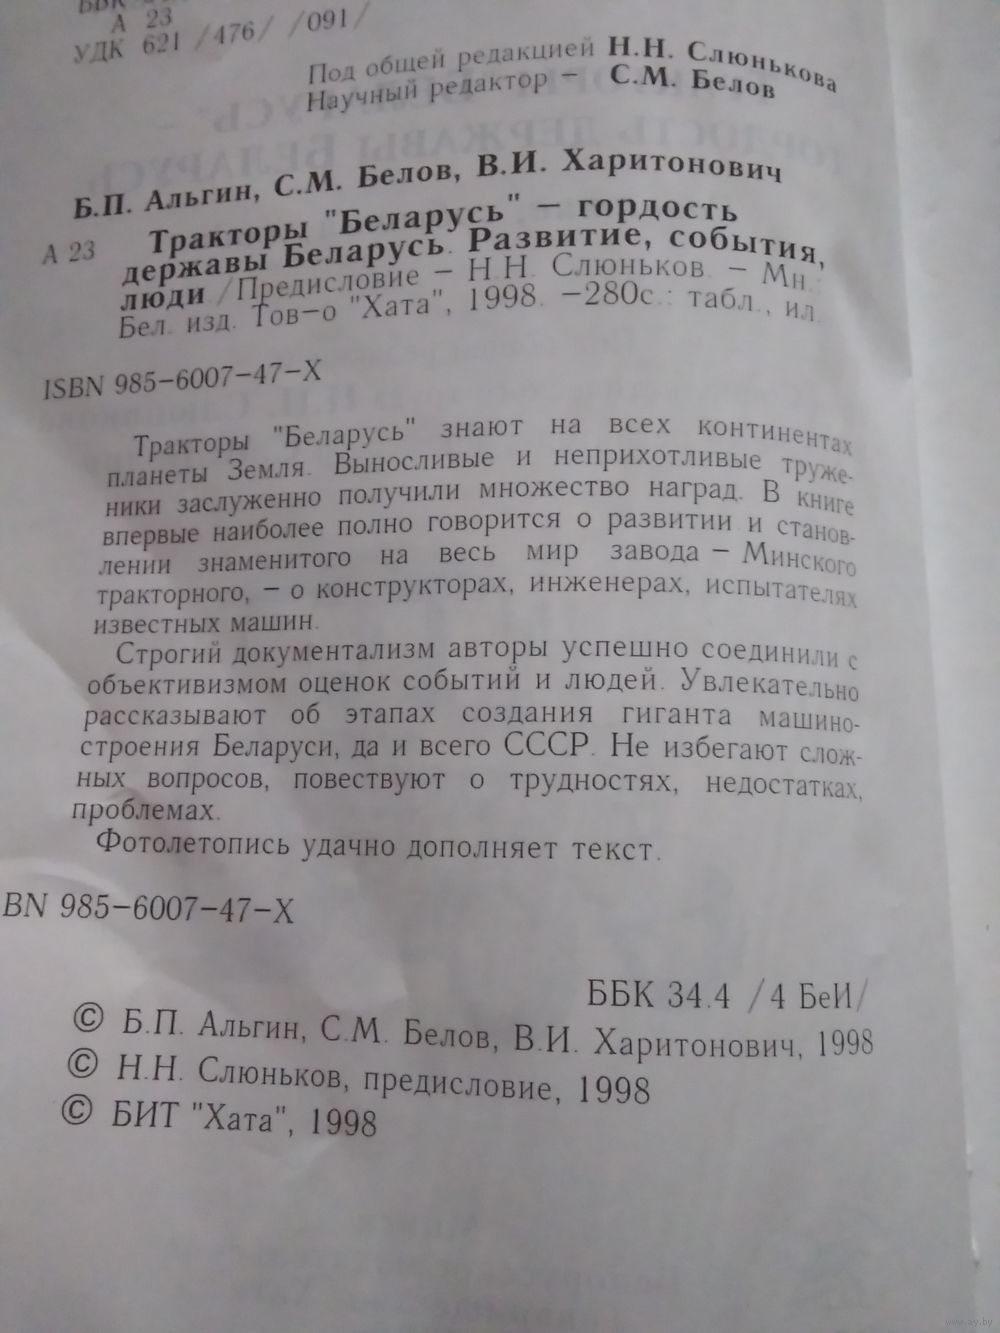 ББК
А 23
УДК 621 /476/ /091/
Под общей редакцией Н.Н. Слюнькова
Научный редактор – С.М. Белов
Б.П. Альгин, С.М. Белов, В.И. Харитонович
А 23 Тракторы "Беларусь" — гордость
державы Беларусь. Развитие, события,
люди /Предисловие — Н.Н. Слюньков. — Мн.:
Бел. изд. Тов-о "Хата", 1998. —280с.: табл., ил.
ISBN 985-6007-47-X
Тракторы "Беларусь" знают на всех континентах
планеты Земля. Выносливые и неприхотливые труже-
ники заслуженно получили множество наград. В книге
впервые наиболее полно говорится о развитии и станов-
лении знаменитого на весь мир завода — Минского
тракторного, — о конструкторах, инженерах, испытателях
известных машин.
Строгий документализм авторы успешно соединили с
объективизмом оценок событий и людей. Увлекательно
рассказывают об этапах создания гиганта машино-
строения Беларуси, да и всего СССР. Не избегают слож-
ных вопросов, повествуют о трудностях, недостатках,
проблемах.
Фотолетопись удачно дополняет текст.
BN 985-6007-47-X
ББК 34.4 /4 БеИ/
© Б.П. Альгин, С.М. Белов, В.И. Харитонович, 1998
© Н.Н. Слюньков, предисловие, 1998
© БИТ "Хата", 1998
www.ay.by